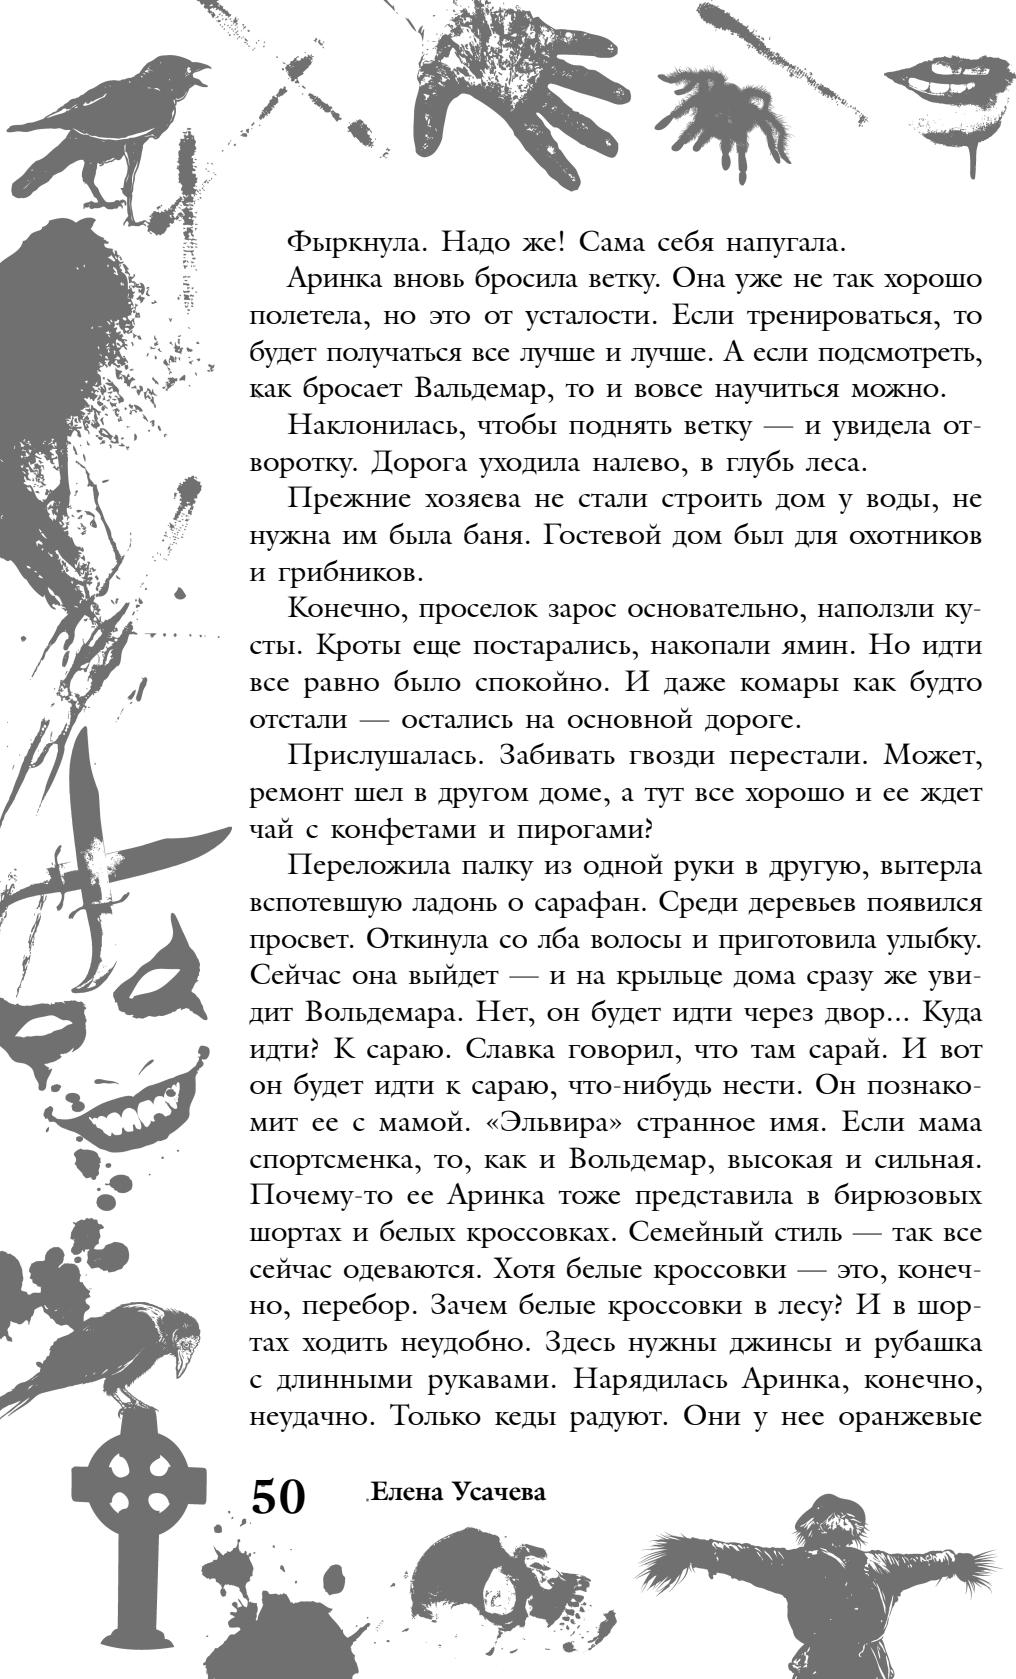 Фыркнула. Надо же! Сама себя напугала.
Аринка вновь бросила ветку. Она уже не так хорошо
полетела, но это от усталости. Если тренироваться, то
будет получаться все лучше и лучше. А если подсмотреть,
как бросает Вальдемар, то и вовсе научиться можно.
Наклонилась, чтобы поднять ветку — и увидела от-
воротку. Дорога уходила налево, в глубь леса.
Прежние хозяева не стали строить дом у воды, не
нужна им была баня. Гостевой дом был для охотников
и грибников.
Конечно, проселок зарос основательно, наползли ку-
сты. Кроты еще постарались, накопали ямин. Но идти
все равно было спокойно. И даже комары как будто
отстали — остались на основной дороге.
Прислушалась. Забивать гвозди перестали. Может,
ремонт шел в другом доме, а тут все хорошо и ее ждет
чай с конфетами и пирогами?
Переложила палку из одной руки в другую, вытерла
вспотевшую ладонь о сарафан. Среди деревьев появился
просвет. Откинула со лба волосы и приготовила улыбку.
Сейчас она выйдет — и на крыльце дома сразу же уви-
дит Вольдемара. Нет, он будет идти через двор... Куда
идти? К сараю. Славка говорил, что там сарай. И вот
он будет идти к сараю, что-нибудь нести. Он познако-
мит ее с мамой. «Эльвира» странное имя. Если мама
спортсменка, то, как и Вольдемар, высокая и сильная.
Почему-то ее Аринка тоже представила в бирюзовых
шортах и белых кроссовках. Семейный стиль — так все
сейчас одеваются. Хотя белые кроссовки — это, конеч-
но, перебор. Зачем белые кроссовки в лесу? И в шор-
тах ходить неудобно. Здесь нужны джинсы и рубашка
с длинными рукавами. Нарядилась Аринка, конечно,
неудачно. Только кеды радуют. Они у нее оранжевые
50 Елена Усачева